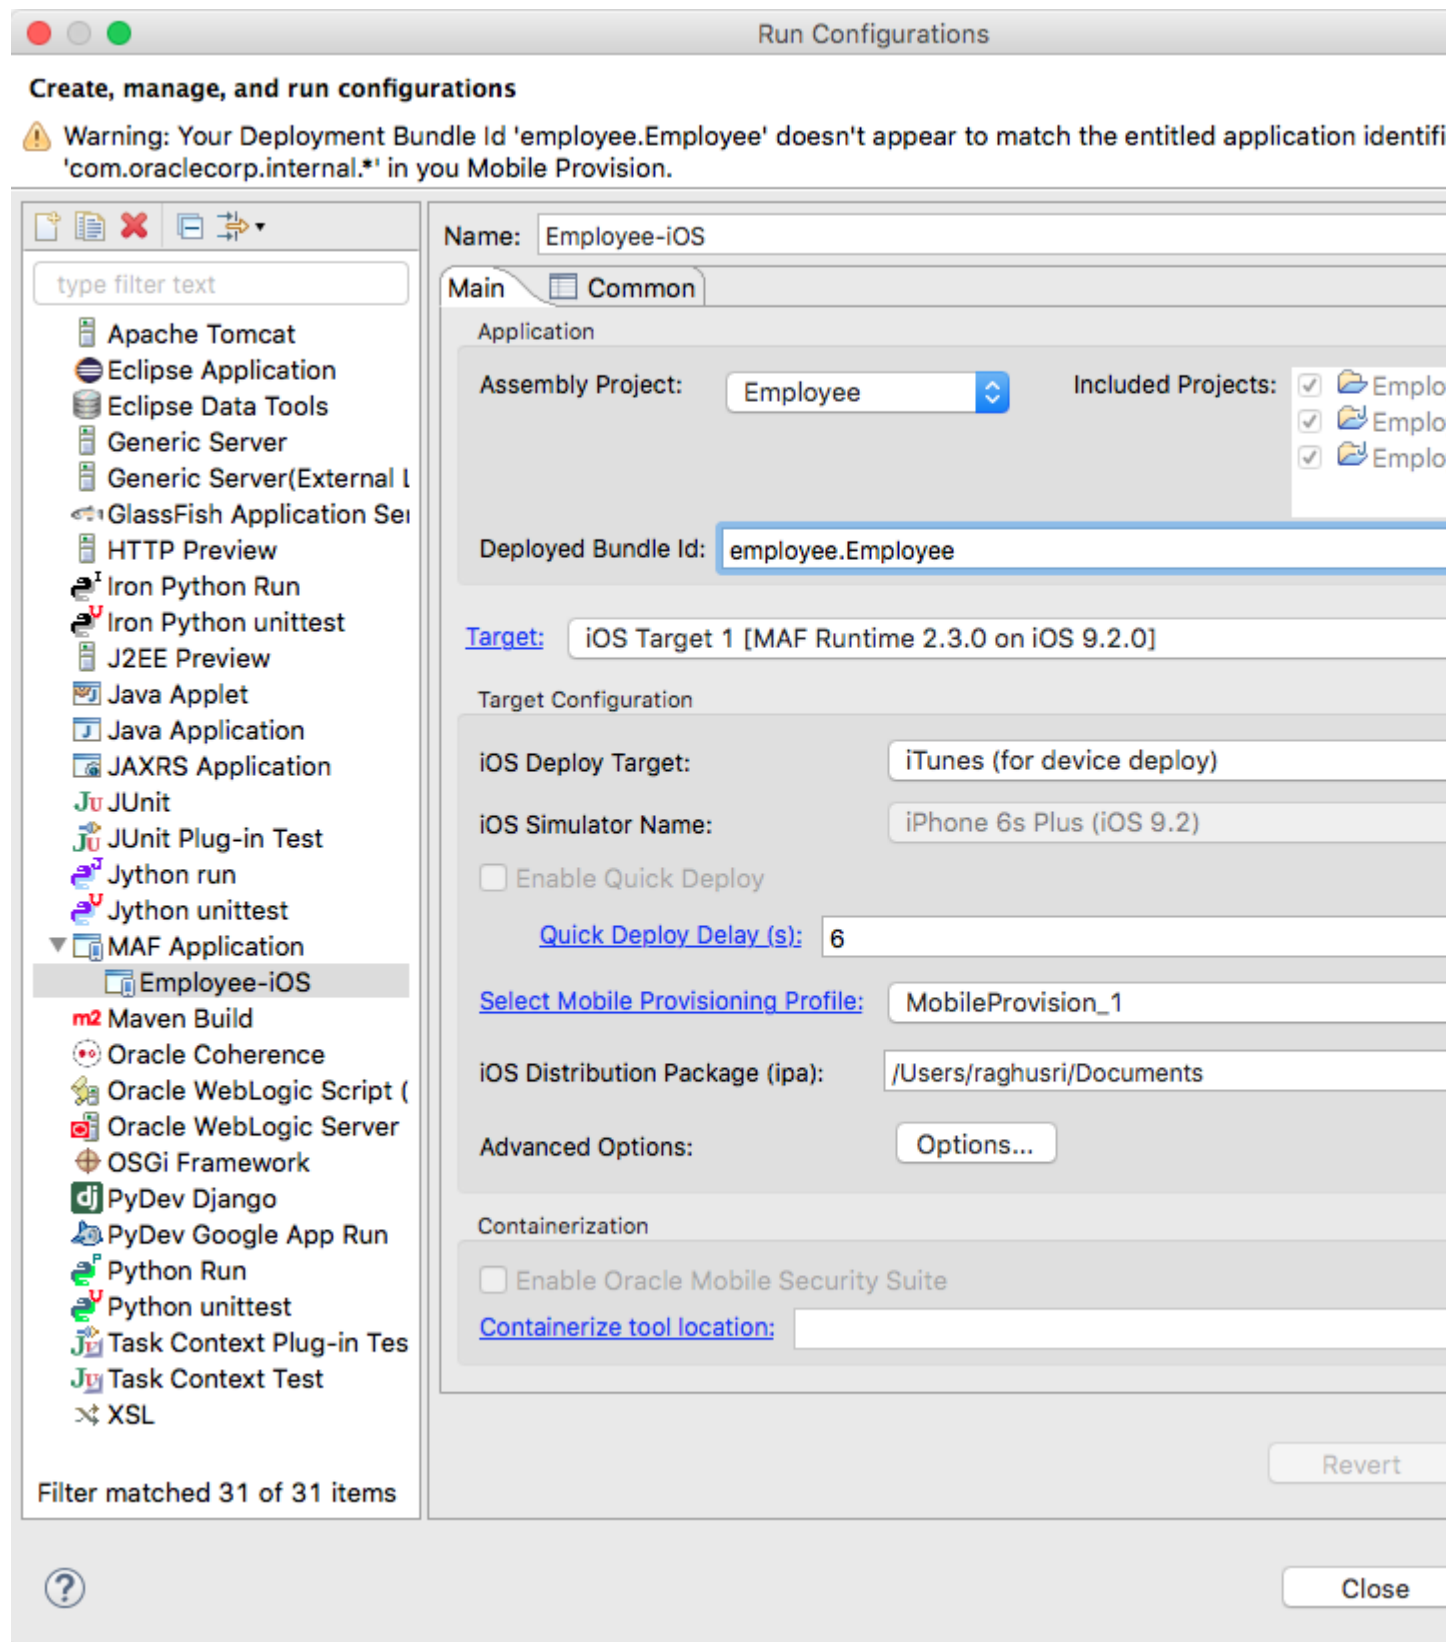 Run Configurations
Create, manage, and run configurations
Warning: Your Deployment Bundle Id 'employee.Employee' doesn't appear to match the entitled application identifi
'com.oraclecorp.internal.*' in you Mobile Provision.
type filter text
Apache Tomcat
Eclipse Application
Eclipse Data Tools
Generic Server
Generic Server(External L
GlassFish Application Ser
HTTP Preview
Iron Python Run
Iron Python unittest
J2EE Preview
Java Applet
Java Application
JAXRS Application
JUnit
JUnit Plug-in Test
Jython run
Jython unittest
MAF Application
Employee-iOS
m2 Maven Build
Oracle Coherence
Oracle WebLogic Script (
Oracle WebLogic Server
OSGi Framework
dj PyDev Django
PyDev Google App Run
Python Run
Python unittest
Task Context Plug-in Tes
Task Context Test
XSL
Filter matched 31 of 31 items
Name: Employee-iOS
Main Common
Application
Assembly Project: Employee Included Projects: Emplo
Emplo
Emplo
Deployed Bundle Id: employee.Employee
Target: iOS Target 1 [MAF Runtime 2.3.0 on iOS 9.2.0]
Target Configuration
iOS Deploy Target: iTunes (for device deploy)
iOS Simulator Name: iPhone 6s Plus (iOS 9.2)
Enable Quick Deploy
Quick Deploy Delay (s): 6
Select Mobile Provisioning Profile: MobileProvision_1
iOS Distribution Package (ipa): /Users/raghusri/Documents
Advanced Options: Options...
Containerization
Enable Oracle Mobile Security Suite
Containerize tool location:
Revert
? Close